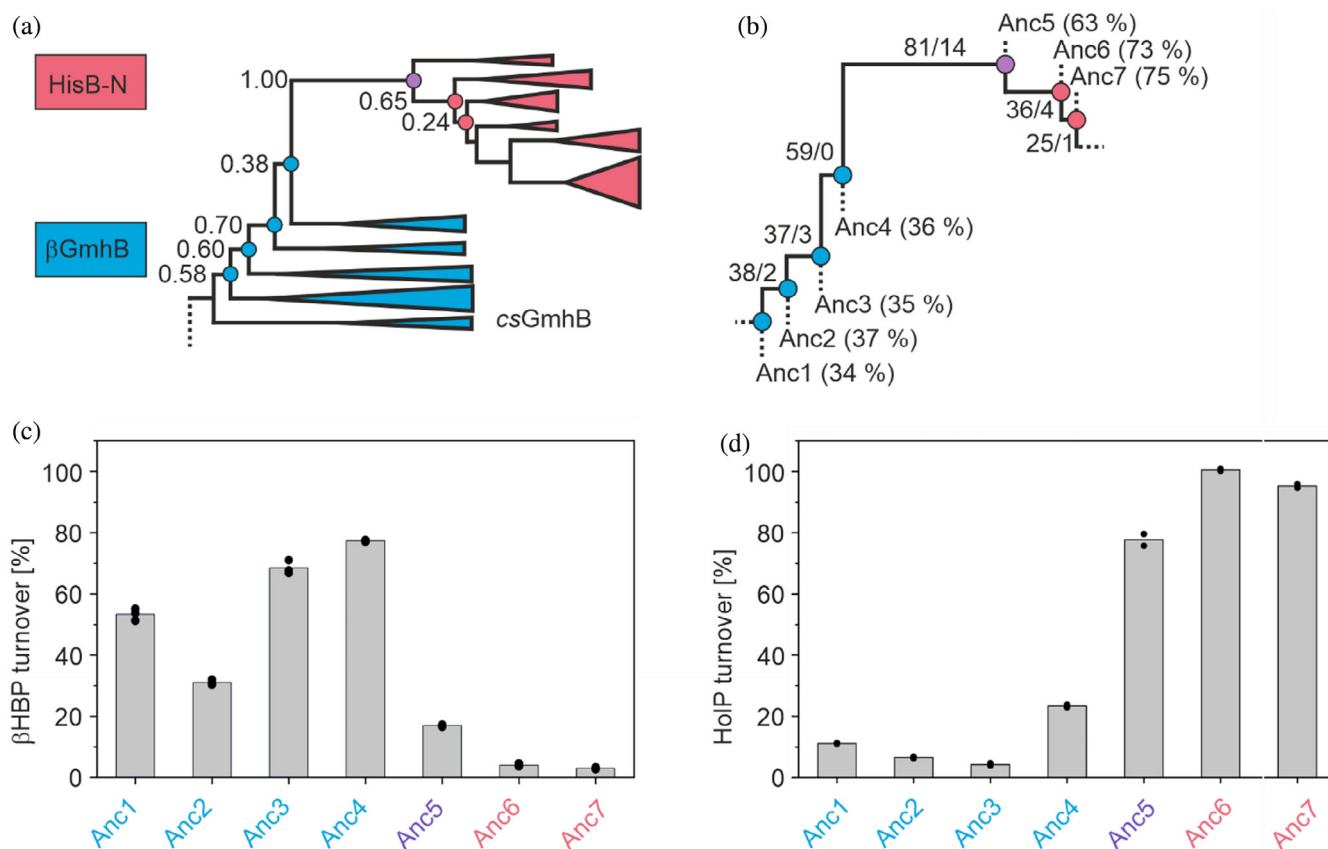 (a)
HisB-N
1.00
0.65
0.24
0.38
βGmhB
0.70
0.60
0.58
csGmhB
(b)
Anc5 (63 %)
81/14
Anc6 (73 %)
Anc7 (75 %)
36/4
25/1
59/0
Anc4 (36 %)
37/3
38/2
Anc3 (35 %)
Anc2 (37 %)
Anc1 (34 %)
(c)
βHBP turnover [%]
100
80
60
40
20
0
Anc1
Anc2
Anc3
Anc4
Anc5
Anc6
Anc7
(d)
HolP turnover [%]
100
80
60
40
20
0
Anc1
Anc2
Anc3
Anc4
Anc5
Anc6
Anc7